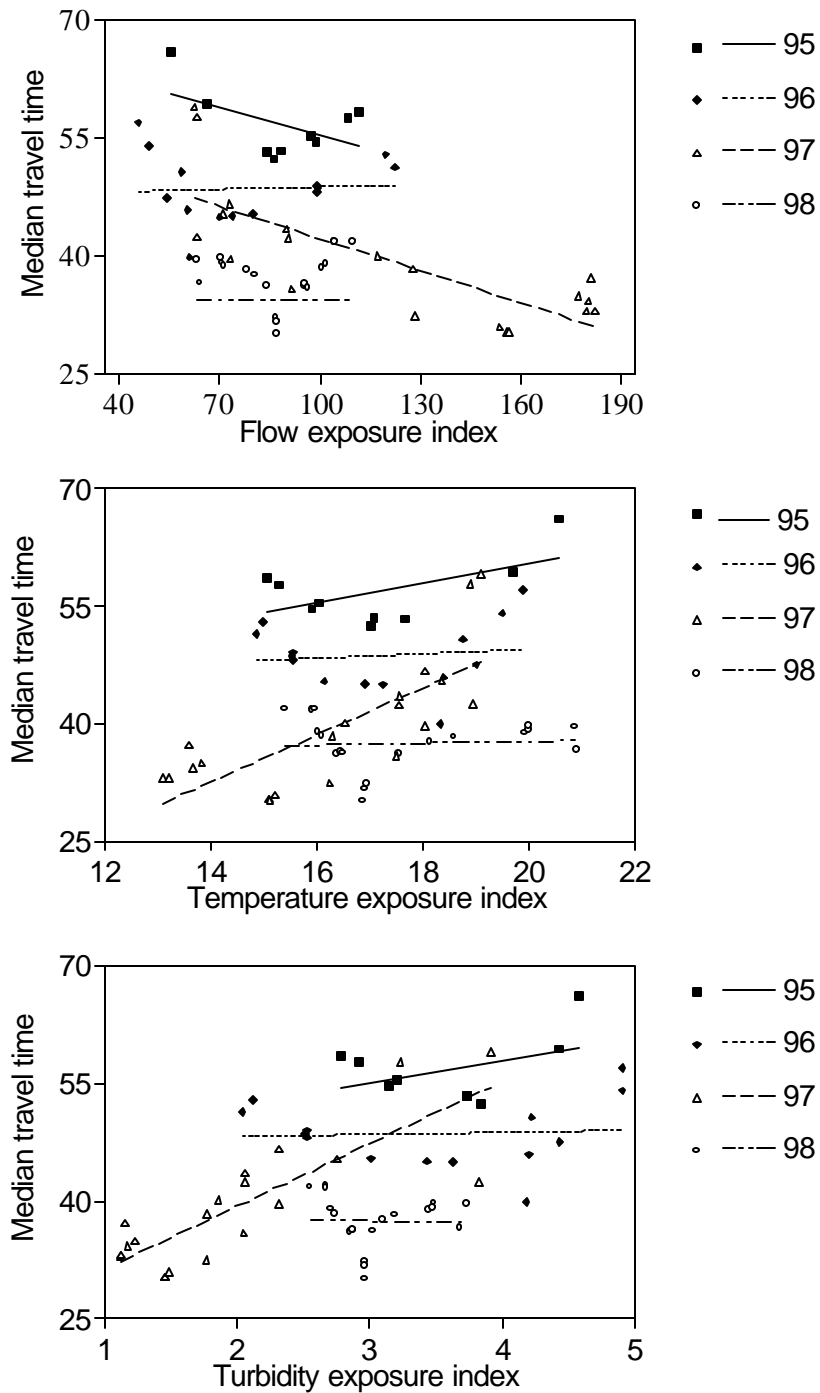 70
55
40
25
Median travel time
40 70 100 130 160 190
Flow exposure index
95
96
97
98
70
55
40
25
Median travel time
12 14 16 18 20 22
Temperature exposure index
95
96
97
98
70
55
40
25
Median travel time
1 2 3 4 5
Turbidity exposure index
95
96
97
98